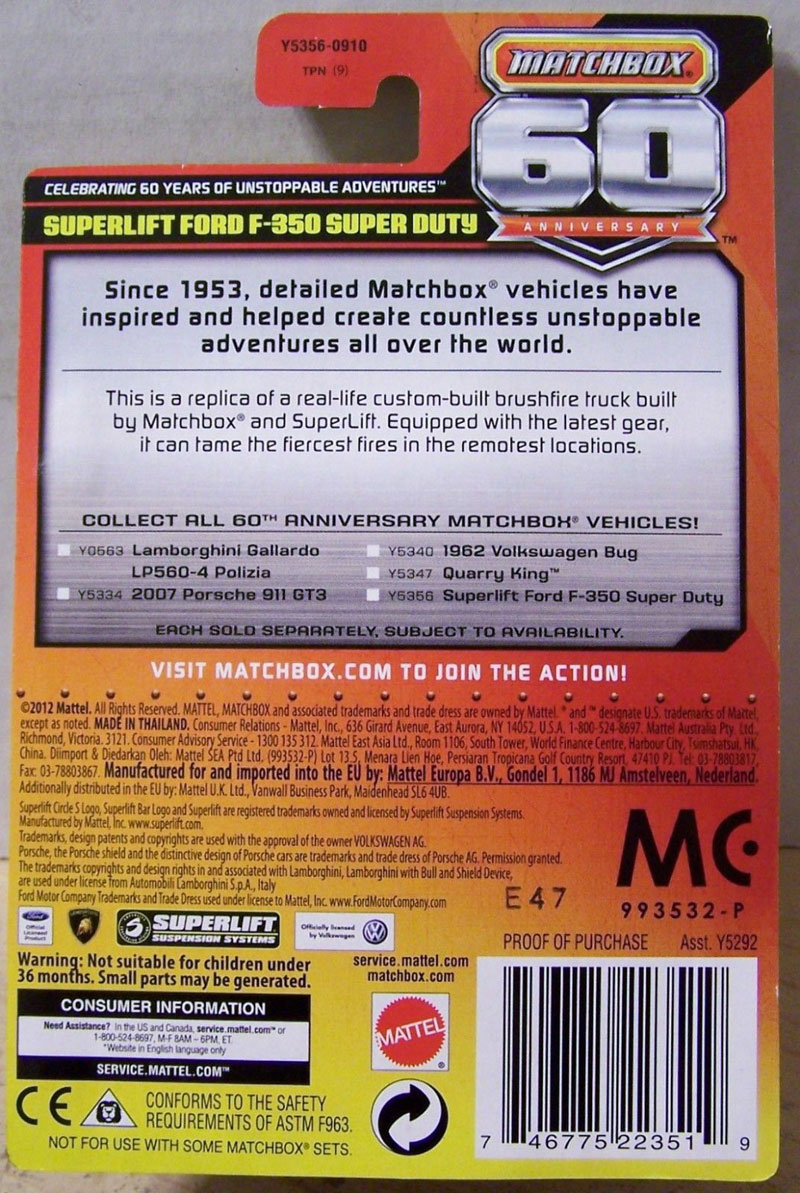 Y5356-0910
TPN (9)
MATCHBOX®
60
ANNIVERSARY™
CELEBRATING 60 YEARS OF UNSTOPPABLE ADVENTURES™
SUPERLIFT FORD F-350 SUPER DUTY
Since 1953, detailed Matchbox® vehicles have
inspired and helped create countless unstoppable
adventures all over the world.
This is a replica of a real-life custom-built brushfire truck built
by Matchbox® and SuperLift. Equipped with the latest gear,
it can tame the fiercest fires in the remotest locations.
COLLECT ALL 60TH ANNIVERSARY MATCHBOX® VEHICLES!
Y0563 Lamborghini Gallardo
LP560-4 Polizia
Y5334 2007 Porsche 911 GT3
Y5340 1962 Volkswagen Bug
Y5347 Quarry King™
Y5356 Superlift Ford F-350 Super Duty
EACH SOLD SEPARATELY, SUBJECT TO AVAILABILITY.
VISIT MATCHBOX.COM TO JOIN THE ACTION!
©2012 Mattel. All Rights Reserved. MATTEL, MATCHBOX and associated trademarks and trade dress are owned by Mattel. ® and ™ designate U.S. trademarks of Mattel,
except as noted. MADE IN THAILAND. Consumer Relations - Mattel, Inc., 636 Girard Avenue, East Aurora, NY 14052, U.S.A. 1-800-524-8697. Mattel Australia Pty. Ltd.,
Richmond, Victoria. 3121. Consumer Advisory Service - 1300 135 312. Mattel East Asia Ltd., Room 1106, South Tower, World Finance Centre, Harbour City, Tsimshatsui, HK,
China. Diimport & Diedarkan Oleh: Mattel SEA Ptd Ltd. (993532-P) Lot 13.5, Menara Lien Hoe, Persiaran Tropicana Golf Country Resort, 47410 PJ. Tel: 03-78803817,
Fax: 03-78803867. Manufactured for and imported into the EU by: Mattel Europa B.V., Gondel 1, 1186 MJ Amstelveen, Nederland.
Additionally distributed in the EU by: Mattel U.K. Ltd., Vanwall Business Park, Maidenhead SL6 4UB.
Superlift Circle S Logo, Superlift Bar Logo and Superlift are registered trademarks owned and licensed by Superlift Suspension Systems.
Manufactured by Mattel, Inc. www.superlift.com.
Trademarks, design patents and copyrights are used with the approval of the owner VOLKSWAGEN AG.
Porsche, the Porsche shield and the distinctive design of Porsche cars are trademarks and trade dress of Porsche AG. Permission granted.
The trademarks copyrights and design rights in and associated with Lamborghini, Lamborghini with Bull and Shield Device,
are used under license from Automobili Lamborghini S.p.A., Italy
Ford Motor Company Trademarks and Trade Dress used under license to Mattel, Inc. www.FordMotorCompany.com
E47
MC
993532-P
Ford
Official
Licensed
Product
SUPERLIFT
SUSPENSION SYSTEMS
Officially licensed
by Volkswagen
PROOF OF PURCHASE Asst. Y5292
Warning: Not suitable for children under
36 months. Small parts may be generated.
service.mattel.com
matchbox.com
CONSUMER INFORMATION
Need Assistance? In the US and Canada, service.mattel.com™ or
1-800-524-8697, M-F 8AM – 6PM, ET.
*Website in English language only
SERVICE.MATTEL.COM™
MATTEL®
CE
CONFORMS TO THE SAFETY
REQUIREMENTS OF ASTM F963.
NOT FOR USE WITH SOME MATCHBOX® SETS.
7 46775 22351 9